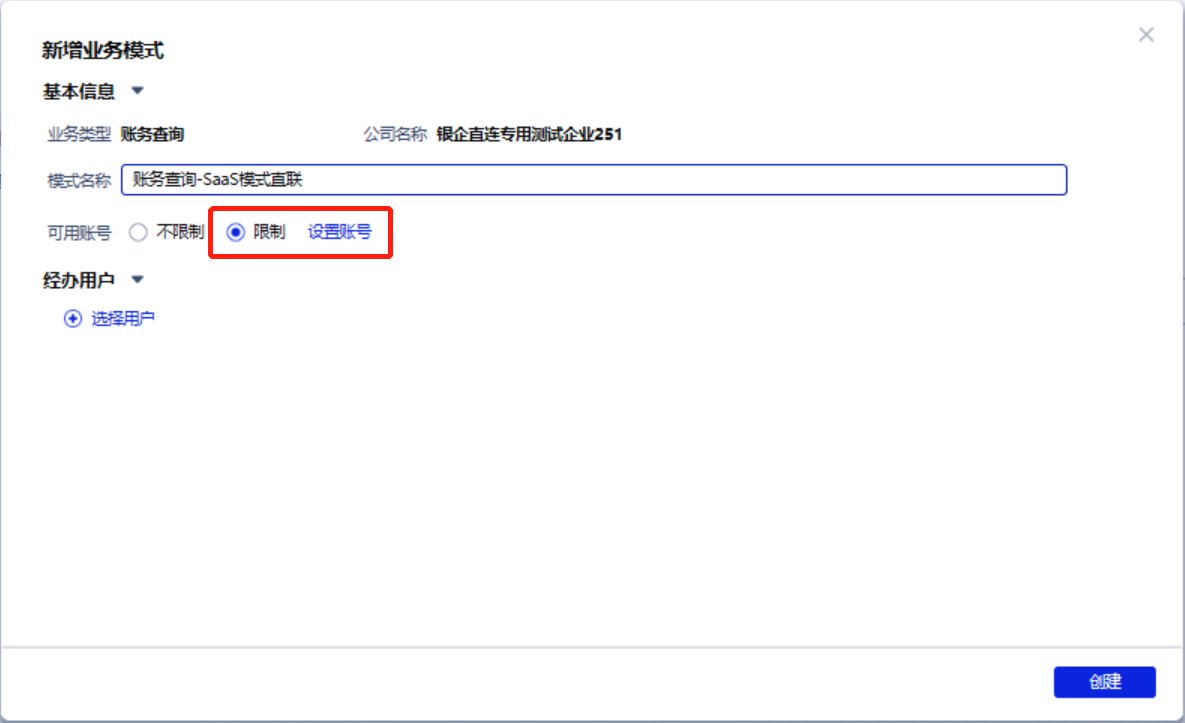 新增业务模式
基本信息
业务类型 账务查询 公司名称 银企直连专用测试企业251
模式名称 账务查询-SaaS模式直联
可用账号 不限制 限制 设置账号
经办用户
选择用户
创建